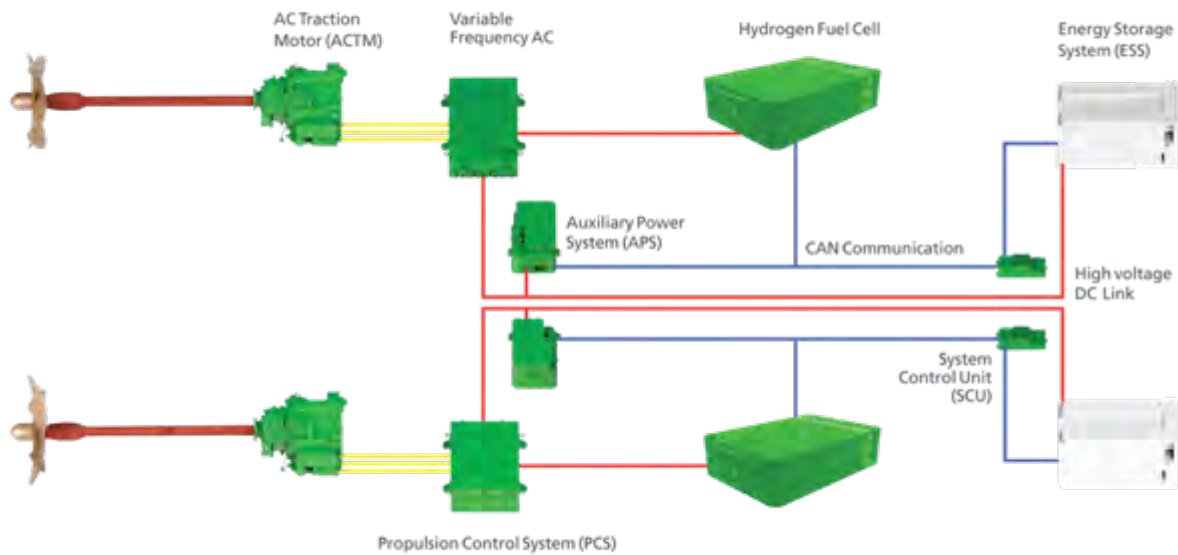 AC Traction
Motor (ACTM)
Variable
Frequency AC
Hydrogen Fuel Cell
Energy Storage
System (ESS)
Auxiliary Power
System (APS)
CAN Communication
High voltage
DC Link
System
Control Unit
(SCU)
Propulsion Control System (PCS)